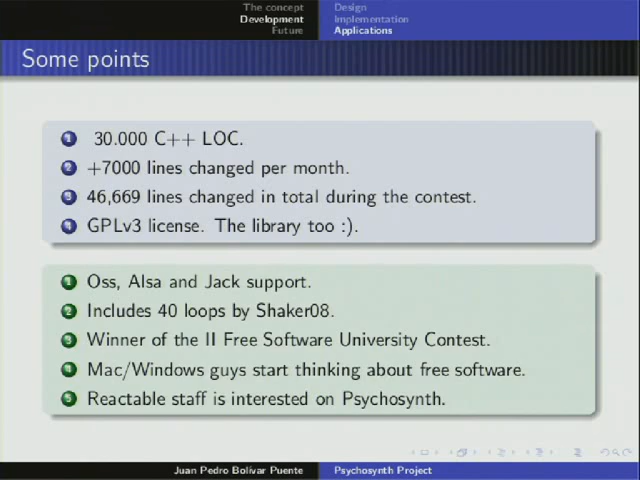 The concept
Development
Future
Design
Implementation
Applications
Some points
1 30.000 C++ LOC.
2 +7000 lines changed per month.
3 46,669 lines changed in total during the contest.
4 GPLv3 license. The library too :).
1 Oss, Alsa and Jack support.
2 Includes 40 loops by Shaker08.
3 Winner of the II Free Software University Contest.
4 Mac/Windows guys start thinking about free software.
5 Reactable staff is interested on Psychosynth.
Juan Pedro Bolívar Puente
Psychosynth Project